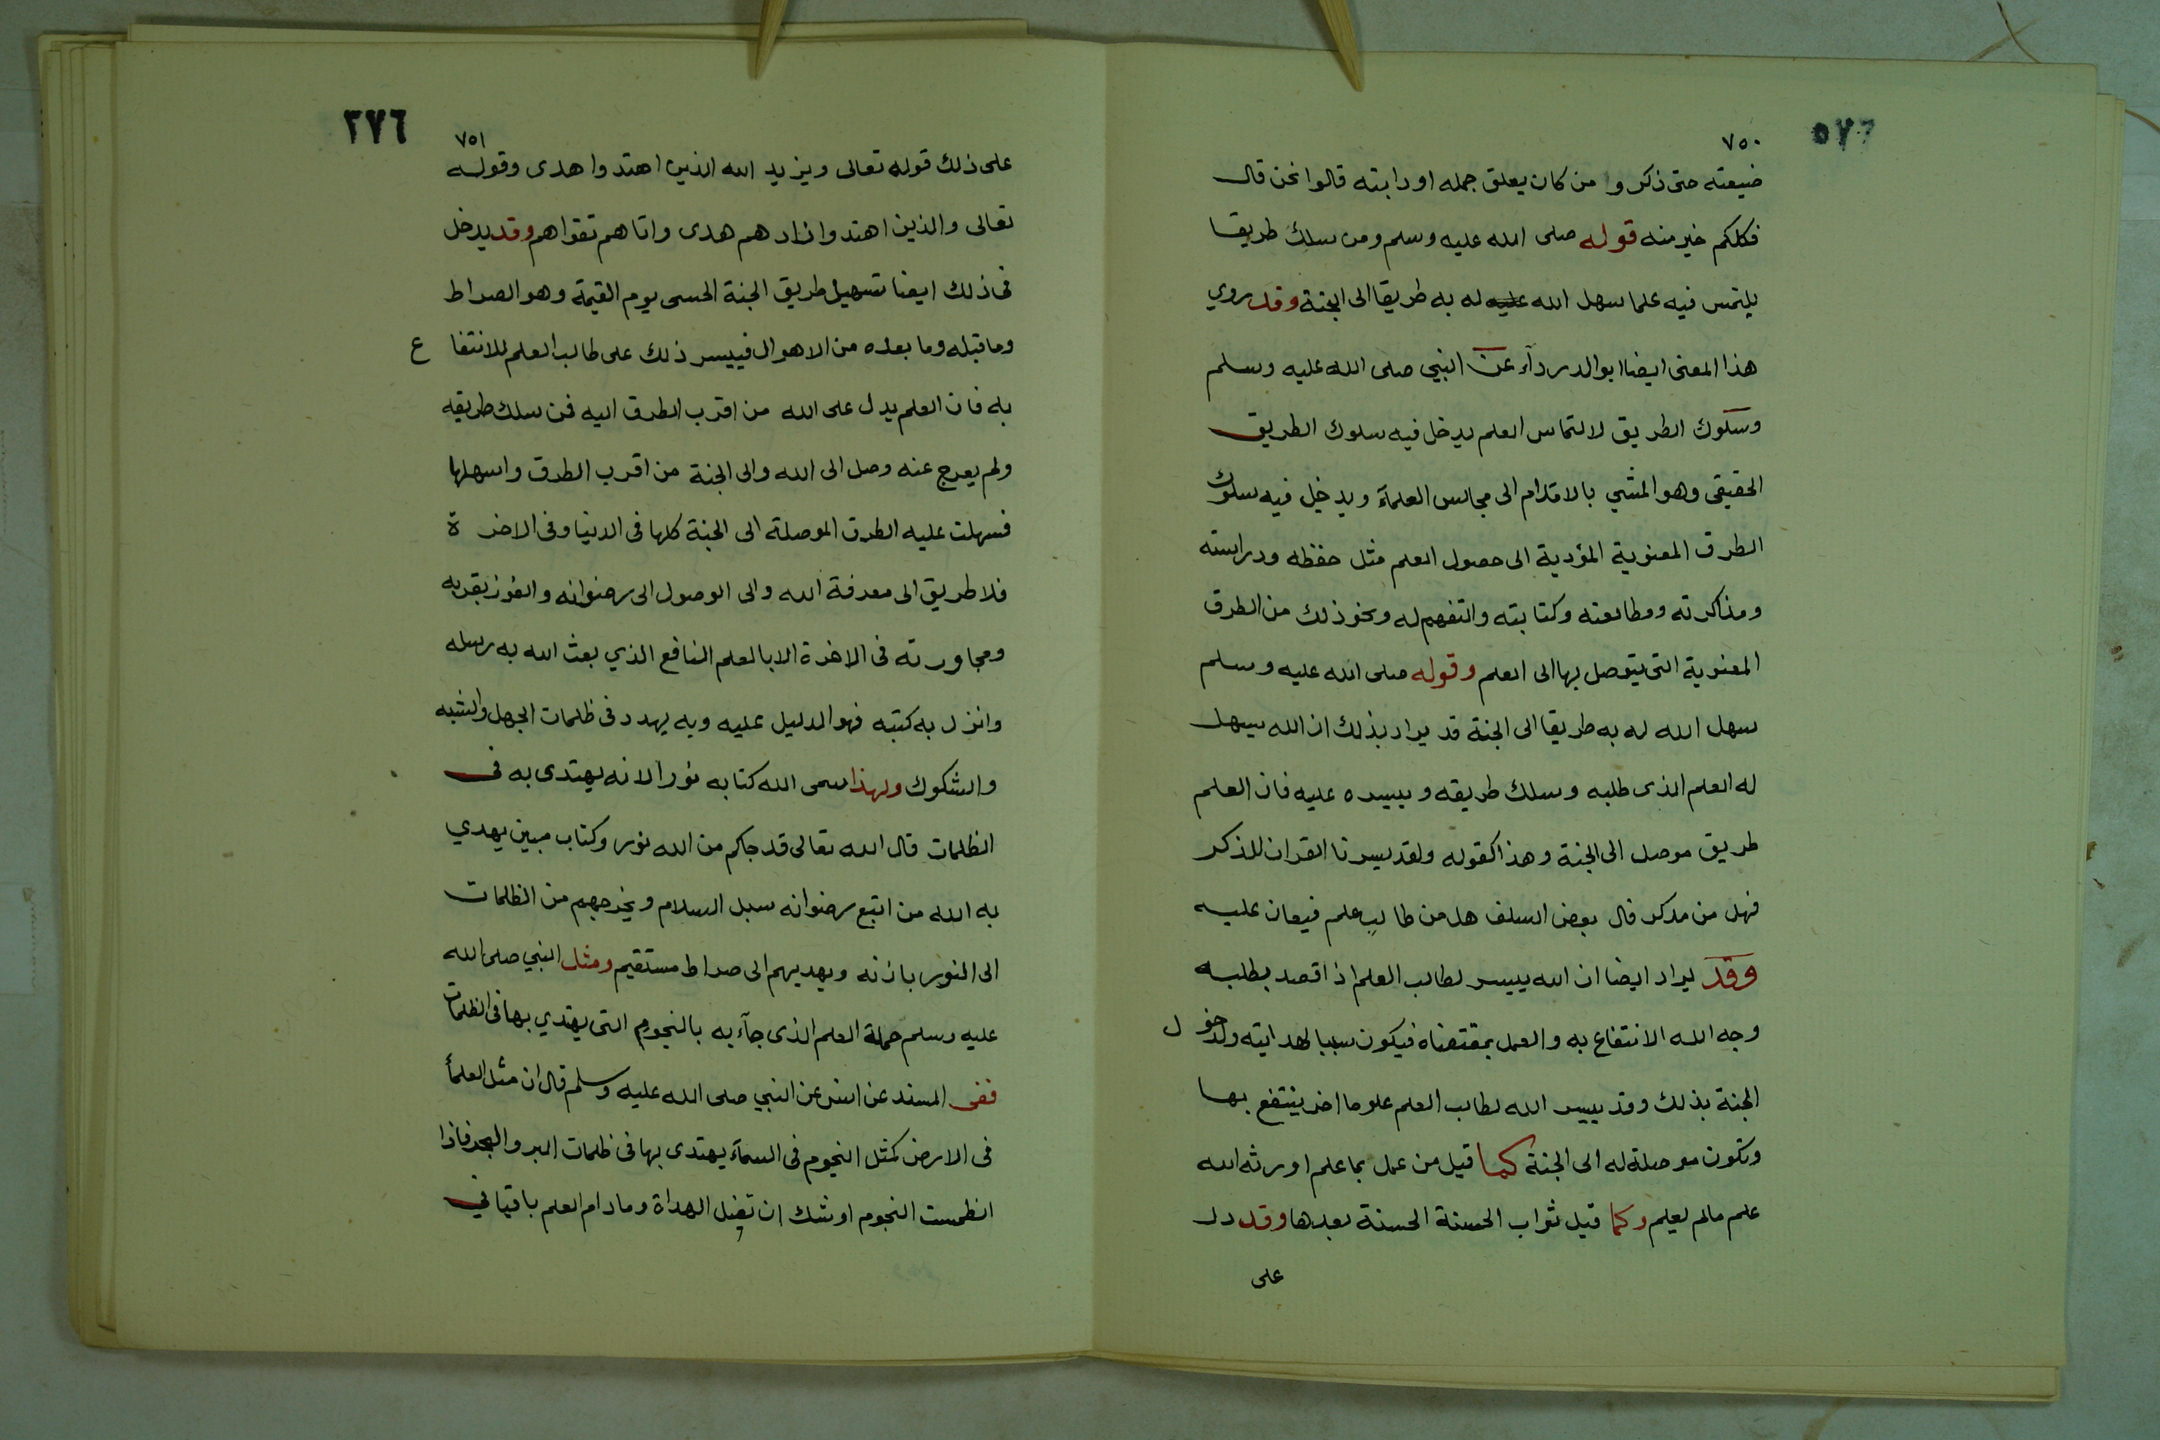 ٥٧٦
٧٥٠
ضيعته حتى ذكروا من كان يعلق جمله اودابته قالوا نحن قال
فكلكم خير منه قوله صلى الله عليه وسلم ومن سلك طريقا
يلتمس فيه علما سهل الله عليه له به طريقا الى الجنة وقد روي
هذا المعنى ايضا ابو الدردآء عن النبي صلى الله عليه وسلم
وسلوك الطريق لالتماس العلم يدخل فيه سلوك الطريق
الحقيقي وهو المشي بالاقدام الى مجالس العلمآء ويدخل فيه سلوك
الطرق المعنوية المؤدية الى حصول العلم مثل حفظه ودراسته
ومذاكرته ومطالعته وكتابته والتفهم له ونحو ذلك من الطرق
المعنوية التى يتوصل بها الى العلم وقوله صلى الله عليه وسلم
سهل الله له به طريقا الى الجنة قد يراد بذلك ان الله سيهل
له العلم الذى طلبه وسلك طريقه وييسره عليه فان العلم
طريق موصل الى الجنة وهذا كقوله ولقد يسرنا القران للذكر
فهل من مدكر قال بعض السلف هل من طالب علم فيعان عليه
وقد يراد ايضا ان الله ييسر لطالب العلم اذا قصد بطلبه
وجه الله الانتفاع به والعمل بمقتضاه فيكون سببا لهدايته ولدخول
الجنة بذلك وقد ييسر الله لطالب العلم علوما اخر ينتفع بها
وتكون موصلة له الى الجنة كما قيل من عمل بما علم اورثه الله
علم مالم يعلم وكما قيل ثواب الحسنة الحسنة بعدها وقد دل
على
٢٧٦
٧٥١
على ذلك قوله تعالى ويزيد الله الذين اهتدوا هدى وقوله
تعالى والذين اهتدوا زادهم هدى واتاهم تقواهم وقد يدخل
فى ذلك ايضا تسهيل طريق الجنة الحسى يوم القيمة وهو الصراط
وما قبله وما بعده من الاهوال فييسر ذلك على طالب العلم للانتفاع
به فان العلم يدل على الله من اقرب الطرق اليه فمن سلك طريقه
ولم يعرج عنه وصل الى الله والى الجنة من اقرب الطرق واسهلها
فسهلت عليه الطرق الموصلة الى الجنة كلها فى الدنيا وفى الاخرة
فلا طريق الى معرفة الله والى الوصول الى رضوانه والفوز بقربه
ومجاورته فى الاخرة الا بالعلم النافع الذي بعث الله به رسله
وانزل به كتبه فهو الدليل عليه وبه يهدد فى ظلمات الجهل والشبه
والشكوك ولهذا سمى الله كتابه نورا لانه يهتدى به فى
الظلمات قال الله تعالى قد جاكم من الله نور وكتاب مبين يهدي
به الله من اتبع رضوانه سبل السلام ويخرجهم من الظلمات
الى النور باذنه ويهديهم الى صراط مستقيم ومثل النبي صلى الله
عليه وسلم حملة العلم الذى جآء به بالنجوم التى يهتدي بها فى الظلمات
ففى المسند عن انس عن النبي صلى الله عليه وسلم قال ان مثل العلمآ
فى الارض كمثل النجوم فى السمآء يهتدى بها فى ظلمات البر والبحر فاذا
انطمست النجوم اوشك ان تضل الهداة وما دام العلم باقيا في